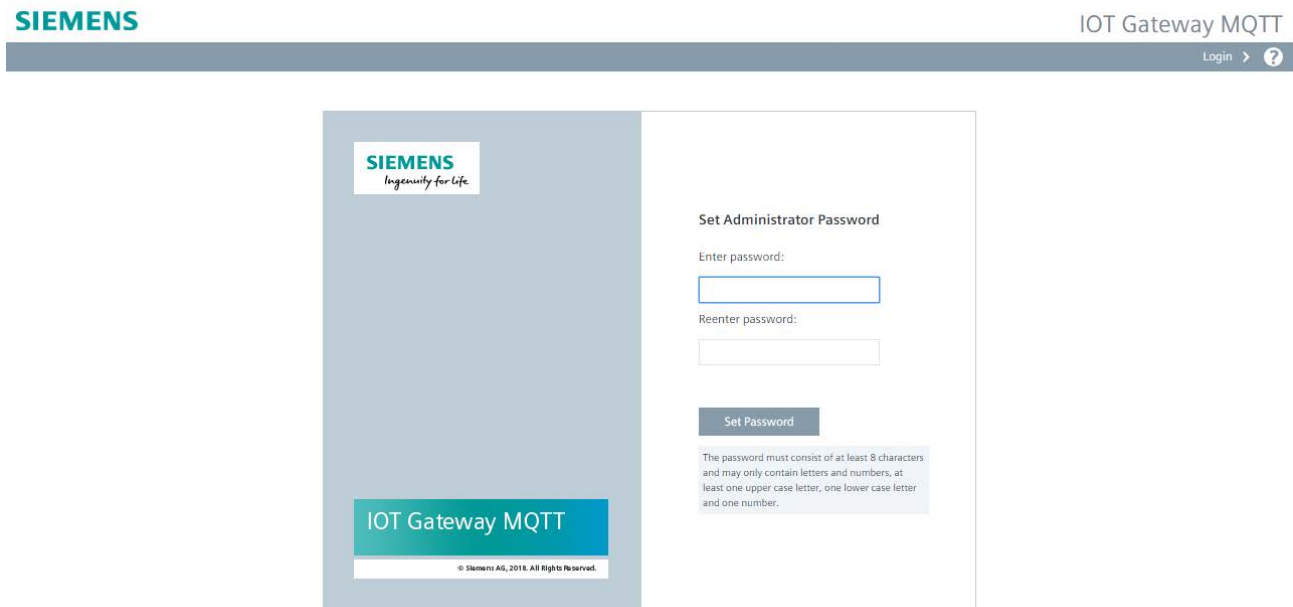 SIEMENS
IOT Gateway MQTT
Login
?
SIEMENS
Ingenuity for life
Set Administrator Password
Enter password:
Reenter password:
Set Password
The password must consist of at least 8 characters
and may only contain letters and numbers, at
least one upper case letter, one lower case letter
and one number.
IOT Gateway MQTT
© Siemens AG, 2018. All Rights Reserved.